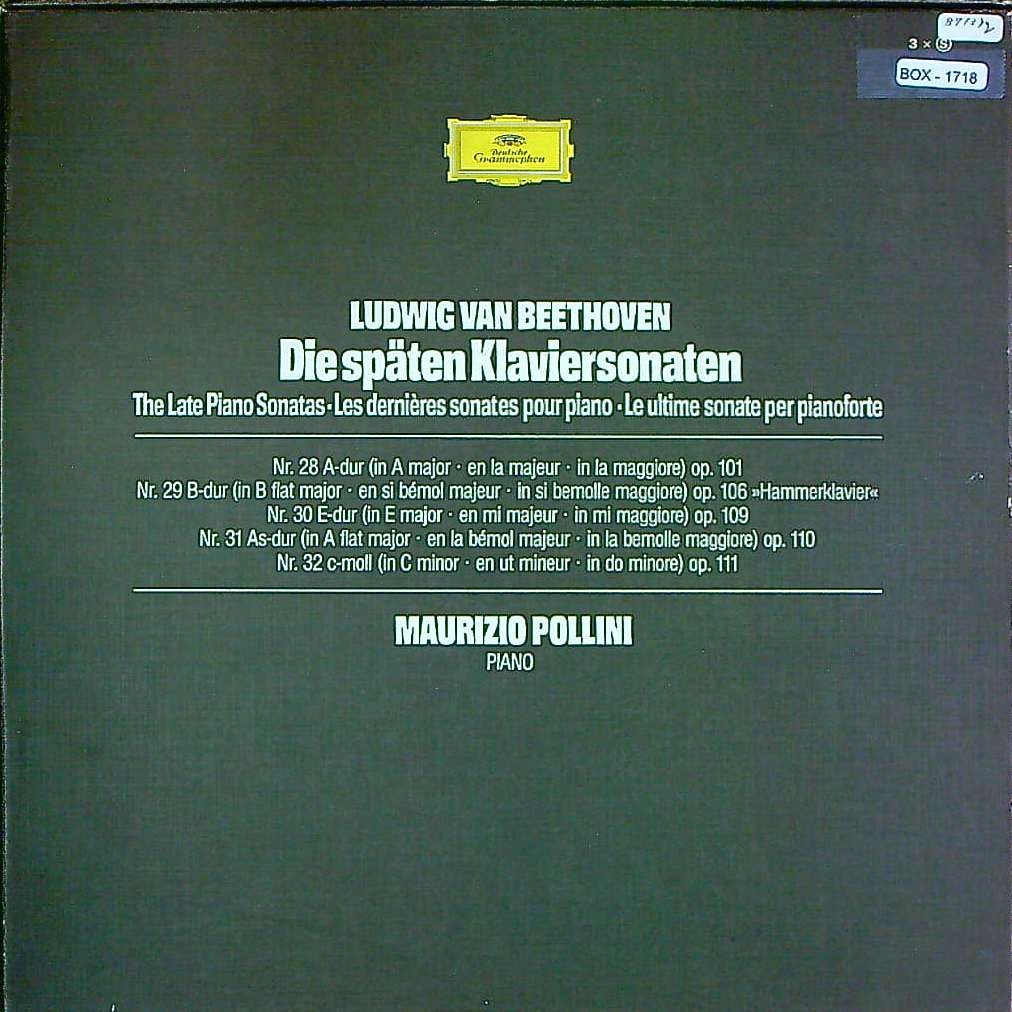 3 × Ⓢ
BOX - 1718
Deutsche
Grammophon
LUDWIG VAN BEETHOVEN
Die späten Klaviersonaten
The Late Piano Sonatas · Les dernières sonates pour piano · Le ultime sonate per pianoforte
Nr. 28 A-dur (in A major · en la majeur · in la maggiore) op. 101
Nr. 29 B-dur (in B flat major · en si bémol majeur · in si bemolle maggiore) op. 106 »Hammerklavier«
Nr. 30 E-dur (in E major · en mi majeur · in mi maggiore) op. 109
Nr. 31 As-dur (in A flat major · en la bémol majeur · in la bemolle maggiore) op. 110
Nr. 32 c-moll (in C minor · en ut mineur · in do minore) op. 111
MAURIZIO POLLINI
PIANO